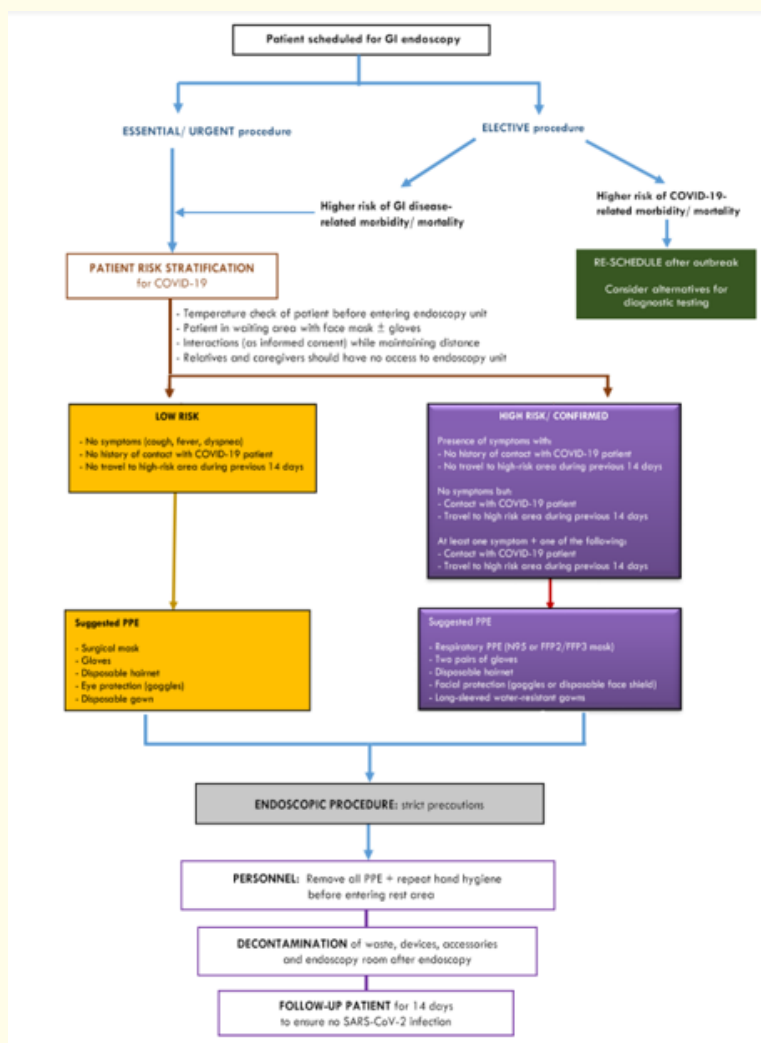 Patient scheduled for GI endoscopy
ESSENTIAL/ URGENT procedure
ELECTIVE procedure
Higher risk of GI disease-
related morbidity/ mortality
Higher risk of COVID-19-
related morbidity/ mortality
RE-SCHEDULE after outbreak
Consider alternatives for
diagnostic testing
PATIENT RISK STRATIFICATION
for COVID-19
- Temperature check of patient before entering endoscopy unit
- Patient in waiting area with face mask ± gloves
- Interactions (as informed consent) while maintaining distance
- Relatives and caregivers should have no access to endoscopy unit
LOW RISK
- No symptoms (cough, fever, dyspnea)
- No history of contact with COVID-19 patient
- No travel to high-risk area during previous 14 days
HIGH RISK/ CONFIRMED
Presence of symptoms with:
- No history of contact with COVID-19 patient
- No travel to high-risk area during previous 14 days
No symptoms but:
- Contact with COVID-19 patient
- Travel to high risk area during previous 14 days
At least one symptom + one of the following:
- Contact with COVID-19 patient
- Travel to high risk area during previous 14 days
Suggested PPE
- Surgical mask
- Gloves
- Disposable hairnet
- Eye protection (goggles)
- Disposable gown
Suggested PPE
- Respiratory PPE (N95 or FFP2/FFP3 mask)
- Two pairs of gloves
- Disposable hairnet
- Facial protection (goggles or disposable face shield)
- Long-sleeved water-resistant gowns
ENDOSCOPIC PROCEDURE: strict precautions
PERSONNEL: Remove all PPE + repeat hand hygiene
before entering rest area
DECONTAMINATION of waste, devices, accessories
and endoscopy room after endoscopy
FOLLOW-UP PATIENT for 14 days
to ensure no SARS-CoV-2 infection